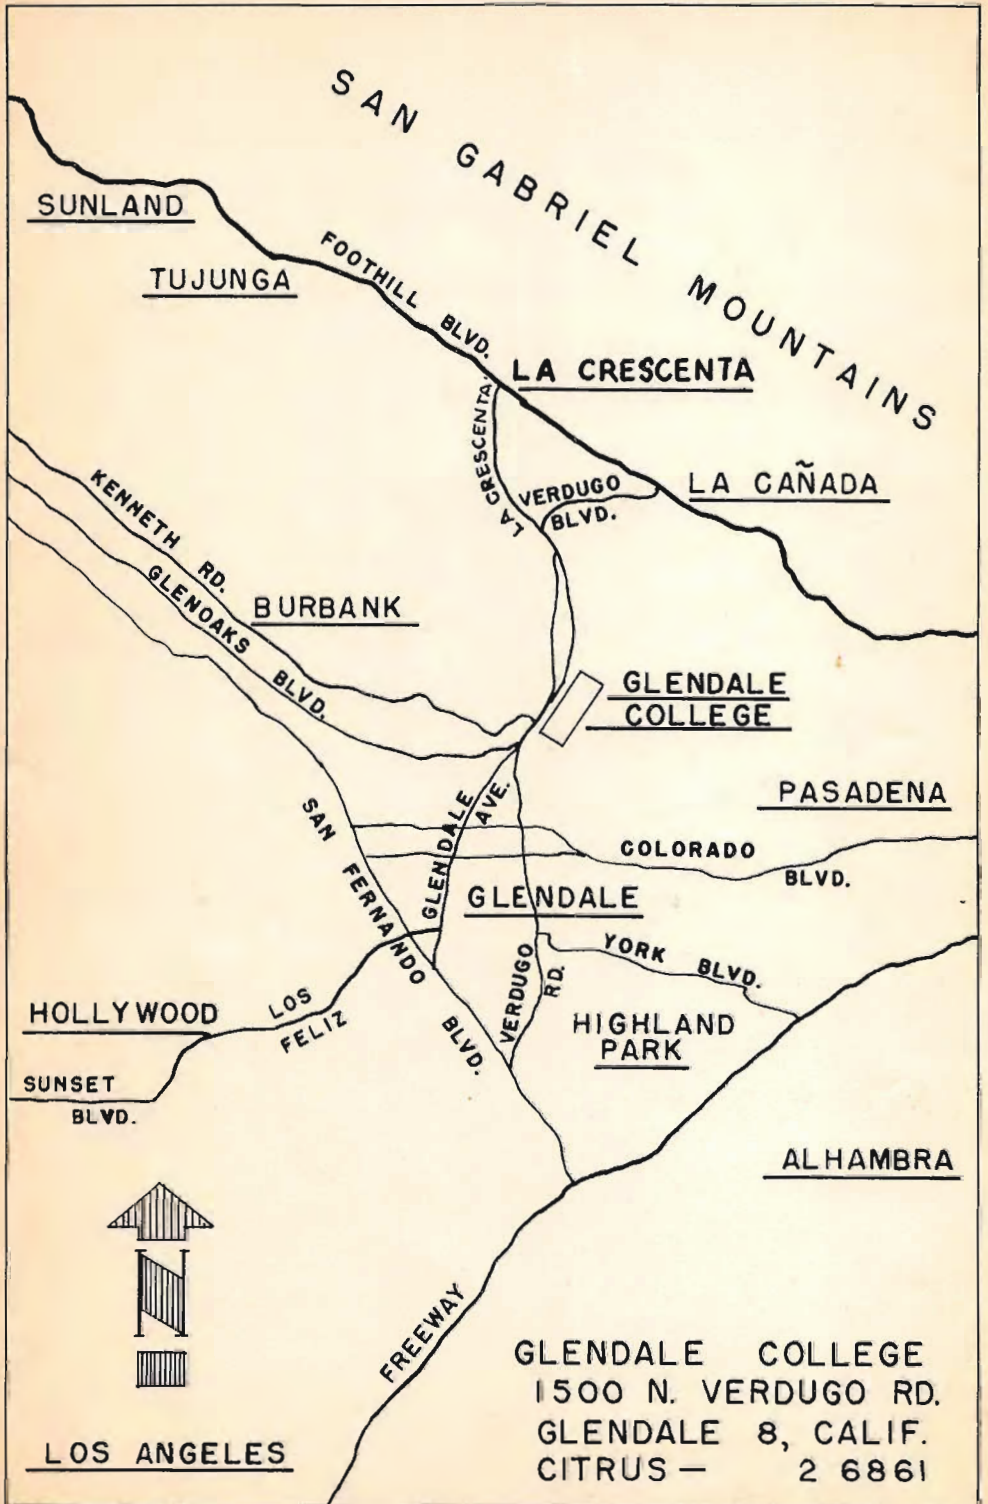 SAN GABRIEL MOUNTAINS
SUNLAND
TUJUNGA
FOOTHILL BLVD.
LA CRESCENTA
LA CRESCENTA
VERDUGO
BLVD.
LA CAÑADA
KENNETH RD.
GLENOAKS BLVD.
BURBANK
GLENDALE
COLLEGE
PASADENA
SAN FERNANDO BLVD.
GLENDALE AVE.
COLORADO
BLVD.
GLENDALE
YORK BLVD.
VERDUGO
RD.
HOLLYWOOD
LOS
FELIZ
HIGHLAND
PARK
SUNSET
BLVD.
ALHAMBRA
N
FREEWAY
LOS ANGELES
GLENDALE COLLEGE
1500 N. VERDUGO RD.
GLENDALE 8, CALIF.
CITRUS — 2 6861